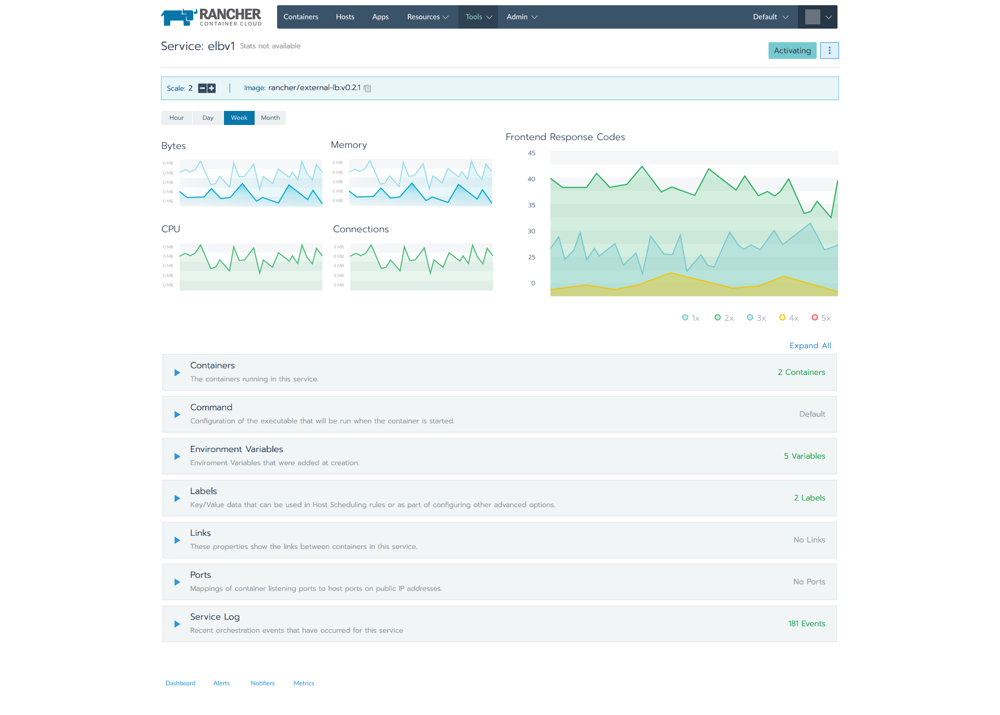 RANCHER
CONTAINER CLOUD
Containers Hosts Apps Resources Tools Admin Default
Service: elbv1 Stats not available
Activating
Scale: 2 Image: rancher/external-lb:v0.2.1
Hour Day Week Month
Bytes
0 MB
0 MB
0 MB
0 MB
0 MB
Memory
0 MB
0 MB
0 MB
0 MB
0 MB
Frontend Response Codes
45
40
35
30
25
0
1x 2x 3x 4x 5x
CPU
0 MB
0 MB
0 MB
0 MB
0 MB
Connections
0 MB
0 MB
0 MB
0 MB
0 MB
Expand All
Containers
The containers running in this service.
2 Containers
Command
Configuration of the executable that will be run when the container is started.
Default
Environment Variables
Enviroment Variables that were added at creation.
5 Variables
Labels
Key/Value data that can be used in Host Scheduling rules or as part of configuring other advanced options.
2 Labels
Links
These properties show the links between containers in this service.
No Links
Ports
Mappings of container listening ports to host ports on public IP addresses.
No Ports
Service Log
Recent orchestration events that have occurred for this service
181 Events
Dashboard Alerts Notifiers Metrics